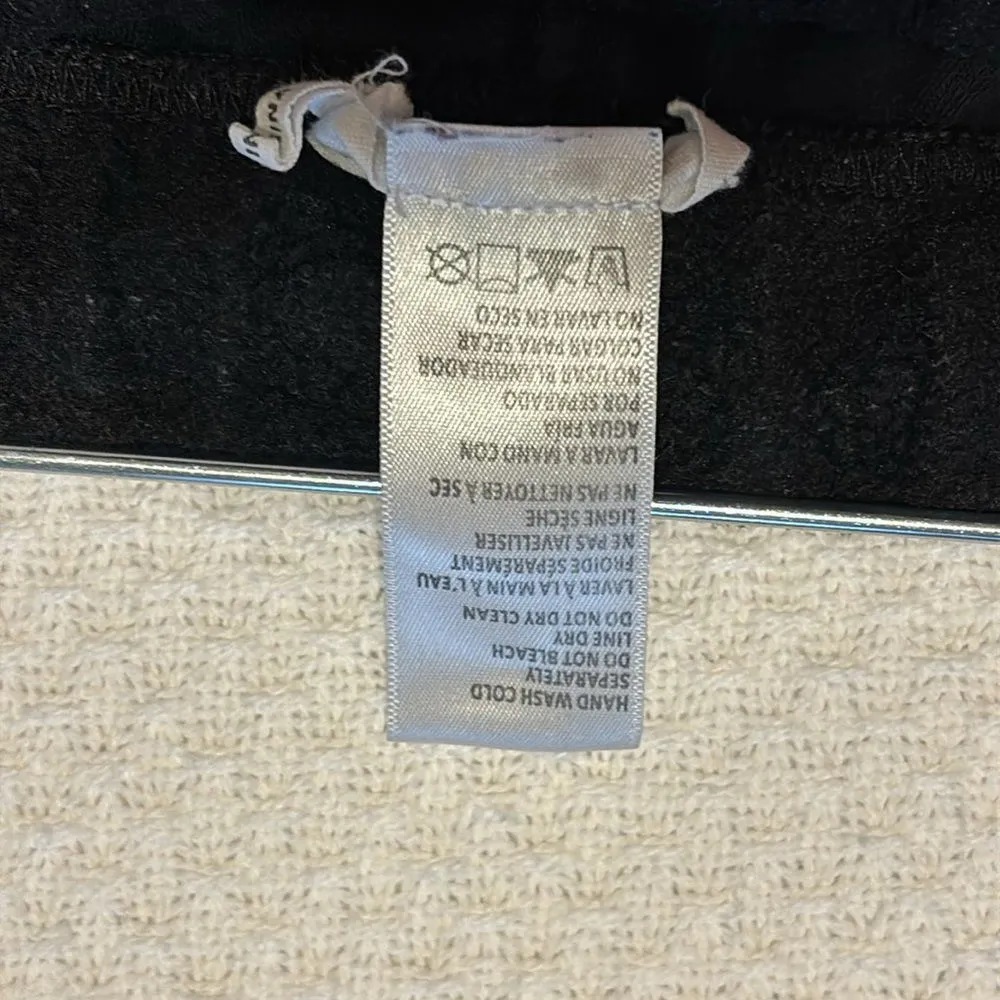 HAND WASH COLD
SEPARATELY
DO NOT BLEACH
LINE DRY
DO NOT DRY CLEAN
LAVER À LA MAIN À L'EAU
FROIDE SEPARÉMENT
NE PAS JAVELLISER
LIGNE SÈCHE
NE PAS NETTOYER À SEC
LAVAR A MANO CON
AGUA FRIA
POR SEPARADO
NO USAR BLANQUEADOR
COLGAR PARA SECAR
NO LAVAR EN SECO